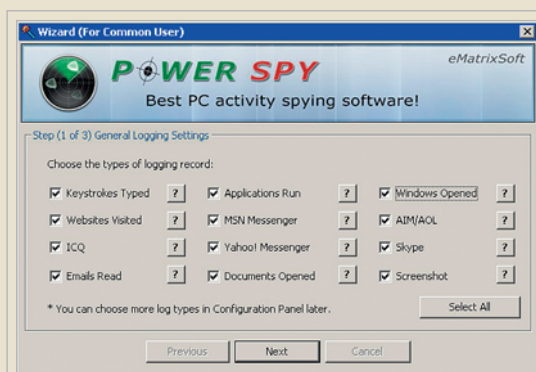 Wizard (For Common User)
eMatrixSoft
POWER SPY
Best PC activity spying software!
Step (1 of 3) General Logging Settings
Choose the types of logging record:
Keystrokes Typed ? Applications Run ? Windows Opened ?
Websites Visited ? MSN Messenger ? AIM/AOL ?
ICQ ? Yahoo! Messenger ? Skype ?
Emails Read ? Documents Opened ? Screenshot ?
* You can choose more log types in Configuration Panel later. Select All
Previous Next Cancel